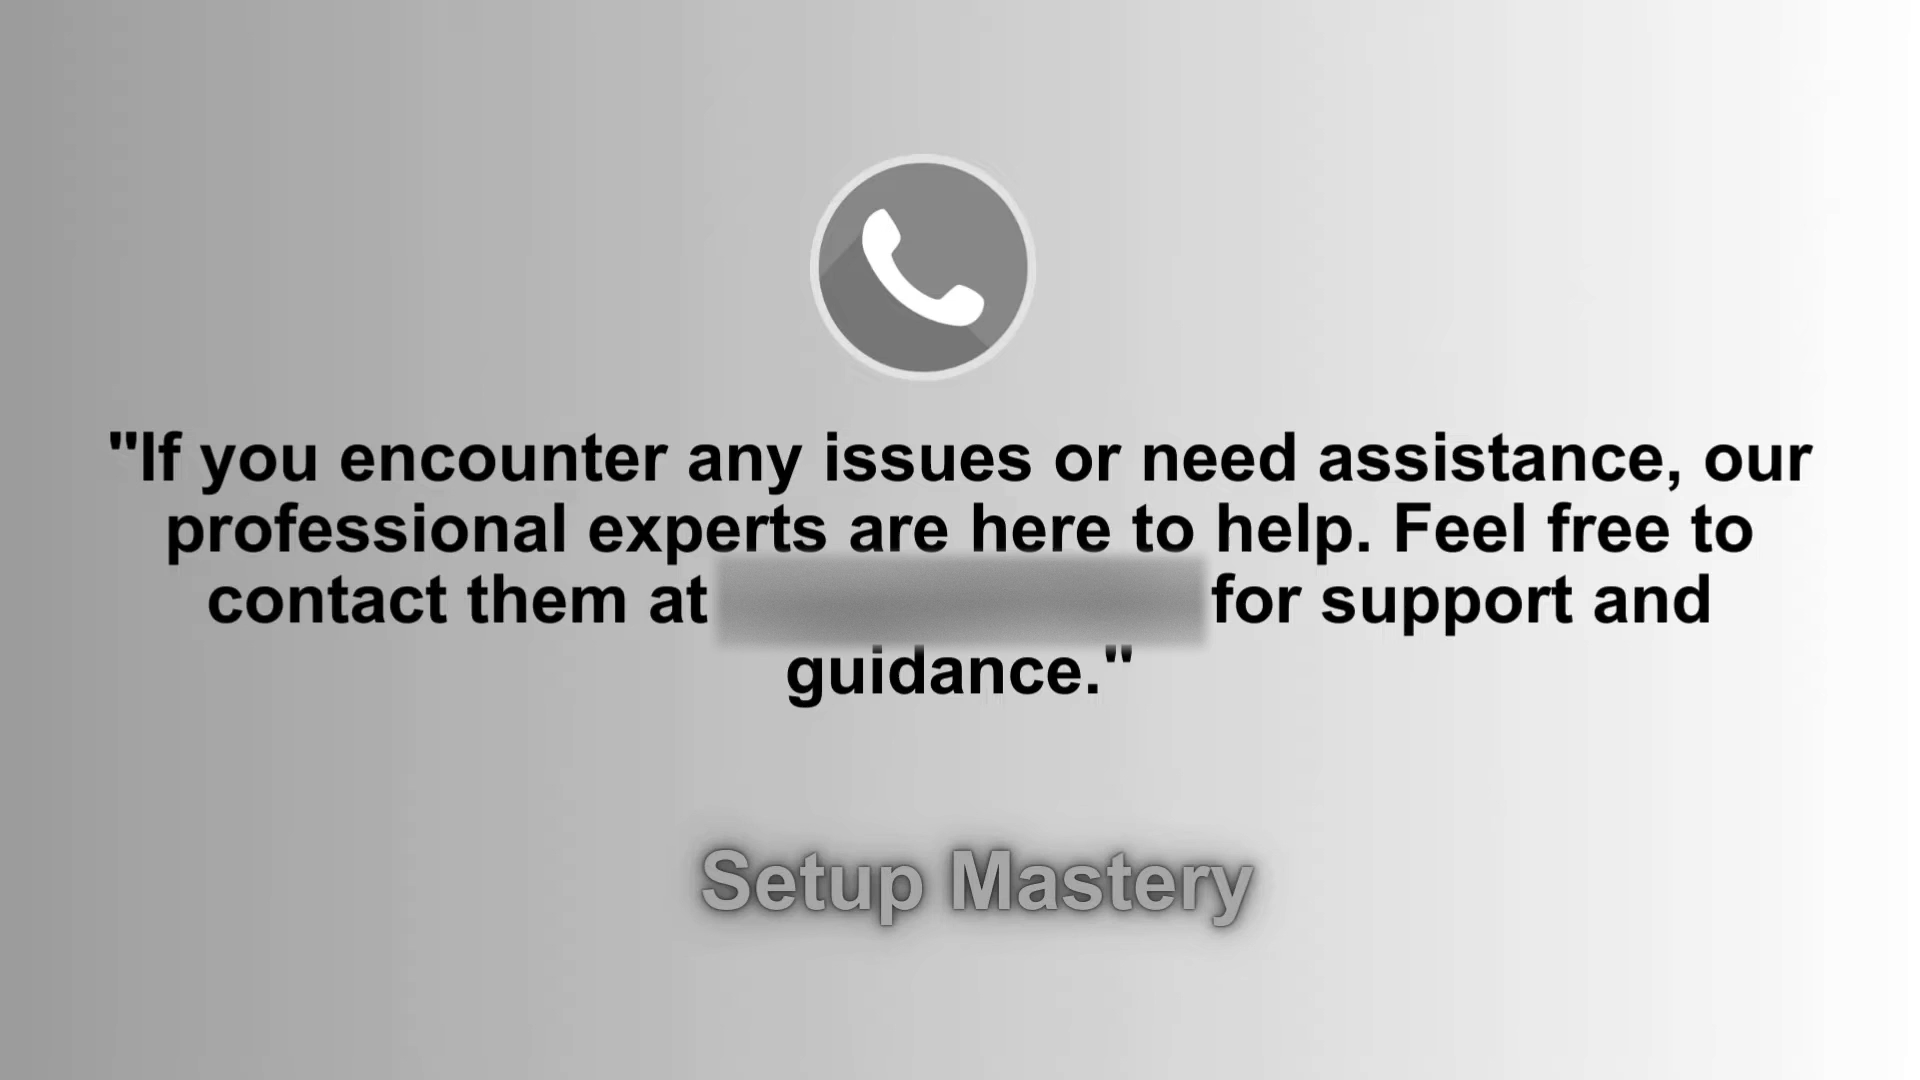 "If you encounter any issues or need assistance, our
professional experts are here to help. Feel free to
contact them at for support and
guidance."
Setup Mastery